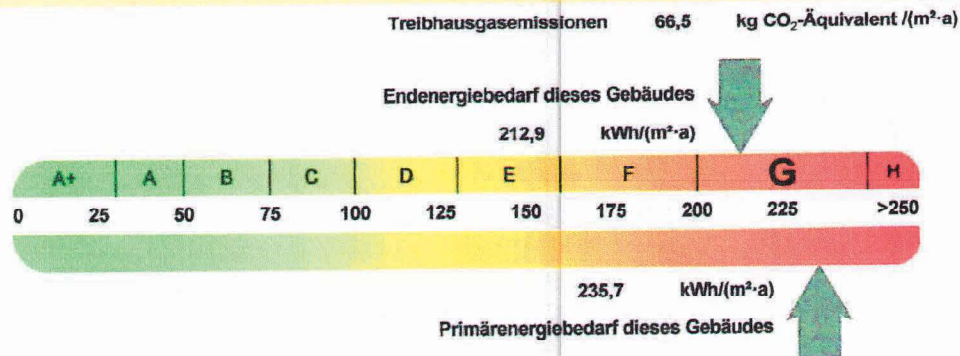 Treibhausgasemissionen 66,5 kg CO₂-Äquivalent /(m²·a)
Endenergiebedarf dieses Gebäudes
212,9 kWh/(m²·a)
A+ A B C D E F G H
0 25 50 75 100 125 150 175 200 225 >250
235,7 kWh/(m²·a)
Primärenergiebedarf dieses Gebäudes